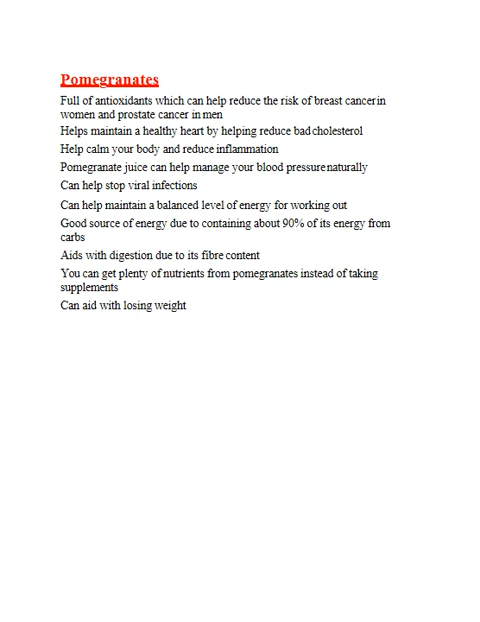 Pomegranates
Full of antioxidants which can help reduce the risk of breast cancer in
women and prostate cancer in men
Helps maintain a healthy heart by helping reduce bad cholesterol
Help calm your body and reduce inflammation
Pomegranate juice can help manage your blood pressure naturally
Can help stop viral infections
Can help maintain a balanced level of energy for working out
Good source of energy due to containing about 90% of its energy from
carbs
Aids with digestion due to its fibre content
You can get plenty of nutrients from pomegranates instead of taking
supplements
Can aid with losing weight